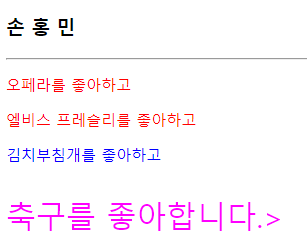 손 홍 민
오페라를 좋아하고
엘비스 프레슬리를 좋아하고
김치부침개를 좋아하고
축구를 좋아합니다.>